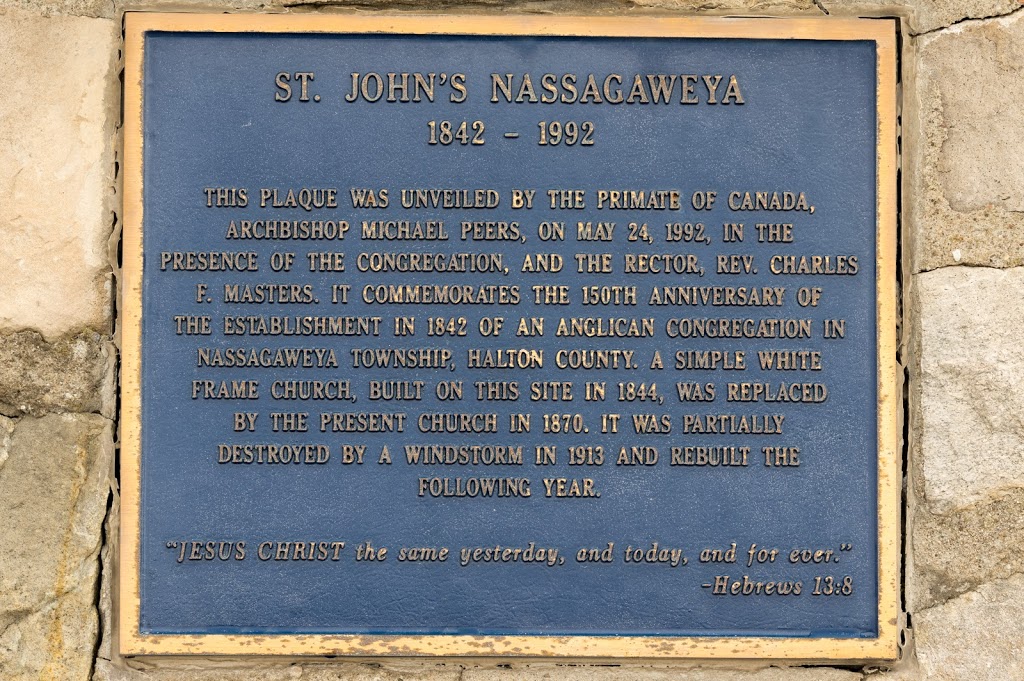 ST. JOHN'S NASSAGAWEYA
1842 - 1992
THIS PLAQUE WAS UNVEILED BY THE PRIMATE OF CANADA,
ARCHBISHOP MICHAEL PEERS, ON MAY 24, 1992, IN THE
PRESENCE OF THE CONGREGATION, AND THE RECTOR, REV. CHARLES
F. MASTERS. IT COMMEMORATES THE 150TH ANNIVERSARY OF
THE ESTABLISHMENT IN 1842 OF AN ANGLICAN CONGREGATION IN
NASSAGAWEYA TOWNSHIP, HALTON COUNTY. A SIMPLE WHITE
FRAME CHURCH, BUILT ON THIS SITE IN 1844, WAS REPLACED
BY THE PRESENT CHURCH IN 1870. IT WAS PARTIALLY
DESTROYED BY A WINDSTORM IN 1913 AND REBUILT THE
FOLLOWING YEAR.
"JESUS CHRIST the same yesterday, and today, and for ever."
-Hebrews 13:8